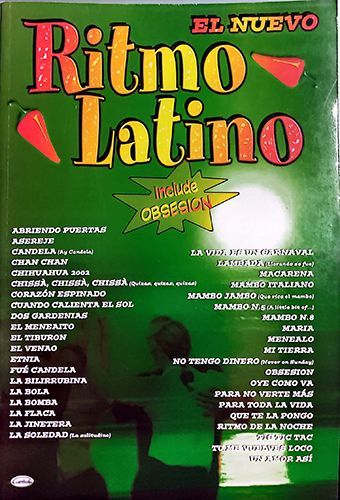 EL NUEVO
Ritmo
Latino
Include
OBSESION
ABRIENDO PUERTAS
ASEREJE
CANDELA (Ay Candela)
CHAN CHAN
CHIHUAHUA 2002
CHISSÀ, CHISSÀ, CHISSÀ (Quizas, quizas, quizas)
CORAZÓN ESPINADO
CUANDO CALIENTA EL SOL
DOS GARDENIAS
EL MENEAITO
EL TIBURON
EL VENAO
ETNIA
FUÉ CANDELA
LA BILIRRUBINA
LA BOLA
LA BOMBA
LA FLACA
LA JINETERA
LA SOLEDAD (La solitudine)
LA VIDA ES UN CARNAVAL
LAMBADA (Llorando se fue)
MACARENA
MAMBO ITALIANO
MAMBO JAMBO (Que rico el mambo)
MAMBO N.5 (A little bit of...)
MAMBO N.8
MARIA
MENEALO
MI TIERRA
NO TENGO DINERO (Never on Sunday)
OBSESION
OYE COMO VA
PARA NO VERTE MÁS
PARA TODA LA VIDA
QUE TE LA PONGO
RITMO DE LA NOCHE
TIC TAC
TU ME VUELVES LOCO
UN AMOR ASÍ